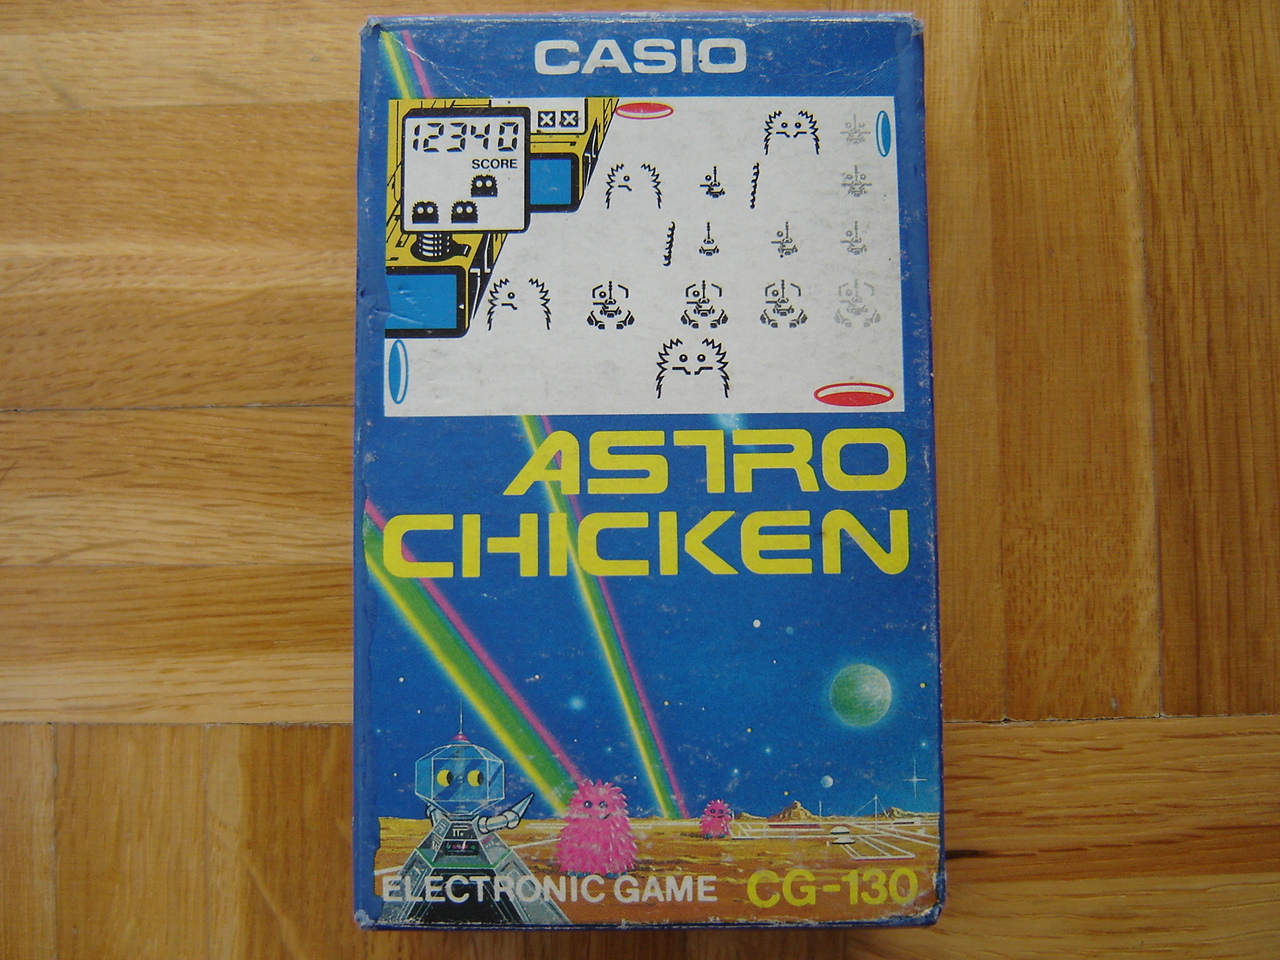 CASIO
12340
SCORE
ASTRO
CHICKEN
ELECTRONIC GAME CG-130